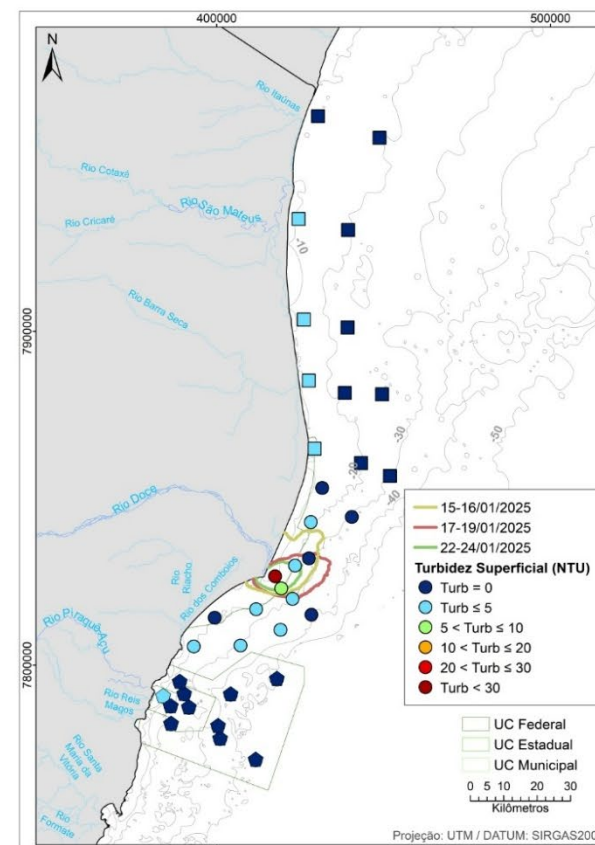 400000
500000
N
Rio Itaúnas
Rio Cotaxé
Rio São Mateus
Rio Cricaré
-10
Rio Barra Seca
7900000
-50
-30
-20
-40
Rio Doce
15-16/01/2025
17-19/01/2025
22-24/01/2025
Turbidez Superficial (NTU)
Turb = 0
Turb ≤ 5
5 < Turb ≤ 10
10 < Turb ≤ 20
20 < Turb ≤ 30
Turb < 30
Rio
Riacho
Rio dos Comboios
Rio Piraquê-Açu
7800000
Rio Reis
Magos
Rio Santa
Maria da
Vitória
Rio
Formate
UC Federal
UC Estadual
UC Municipal
0 5 10 20 30
Kilômetros
Projeção: UTM / DATUM: SIRGAS200